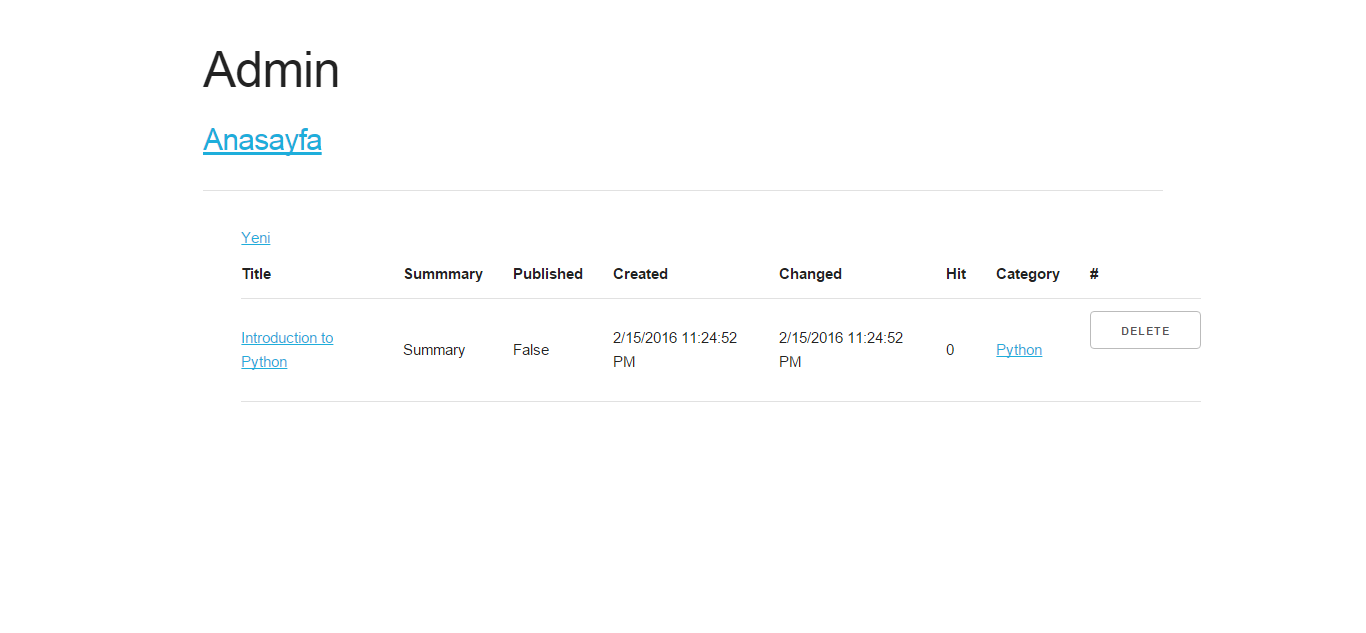 Admin
Anasayfa
Yeni
Title Summmary Published Created Changed Hit Category #
Introduction to Python Summary False 2/15/2016 11:24:52 PM 2/15/2016 11:24:52 PM 0 Python DELETE